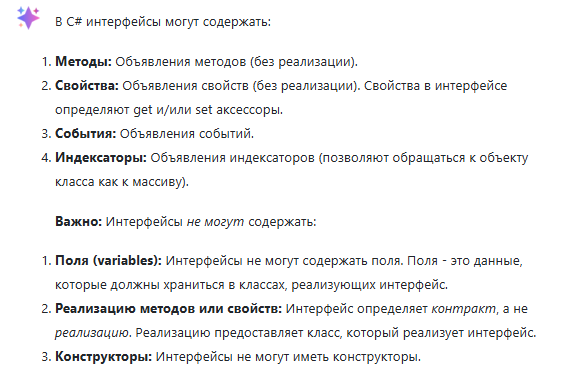 В C# интерфейсы могут содержать:
1. Методы: Объявления методов (без реализации).
2. Свойства: Объявления свойств (без реализации). Свойства в интерфейсе
определяют get и/или set аксессоры.
3. События: Объявления событий.
4. Индексаторы: Объявления индексаторов (позволяют обращаться к объекту
класса как к массиву).
Важно: Интерфейсы не могут содержать:
1. Поля (variables): Интерфейсы не могут содержать поля. Поля - это данные,
которые должны храниться в классах, реализующих интерфейс.
2. Реализацию методов или свойств: Интерфейс определяет контракт, а не
реализацию. Реализацию предоставляет класс, который реализует интерфейс.
3. Конструкторы: Интерфейсы не могут иметь конструкторы.